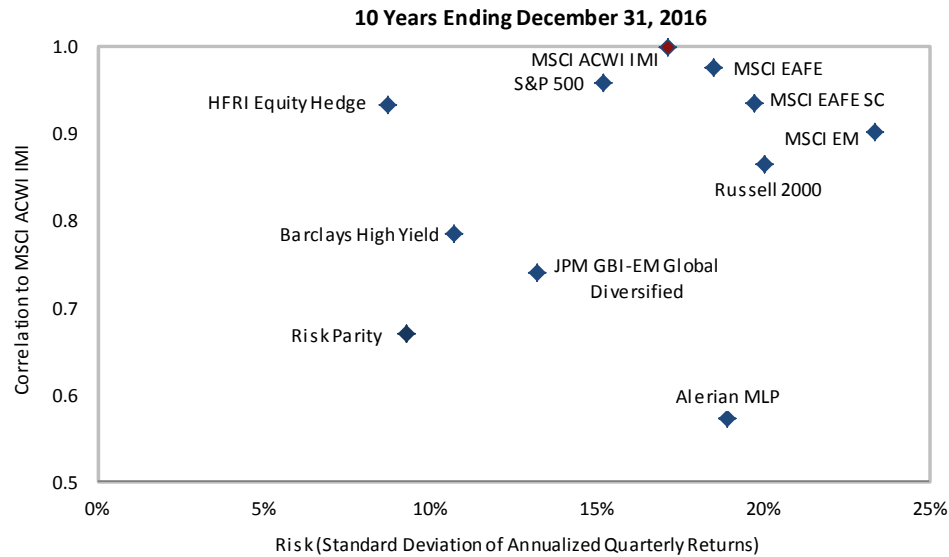 10 Years Ending December 31, 2016
Correlation to MSCI ACWI IMI
1.0
0.9
0.8
0.7
0.6
0.5
MSCI ACWI IMI
MSCI EAFE
S&P 500
HFRI Equity Hedge
MSCI EAFE SC
MSCI EM
Russell 2000
Barclays High Yield
JPM GBI-EM Global
Diversified
Risk Parity
Alerian MLP
0%
5%
10%
15%
20%
25%
Risk (Standard Deviation of Annualized Quarterly Returns)